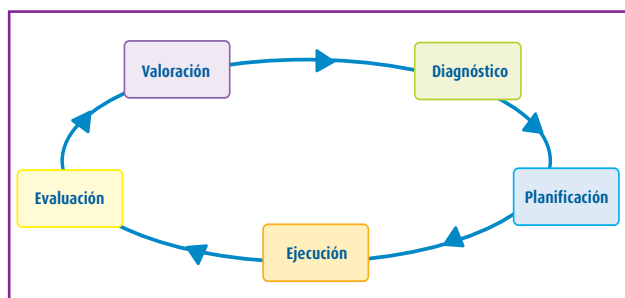 Valoración
Diagnóstico
Planificación
Ejecución
Evaluación